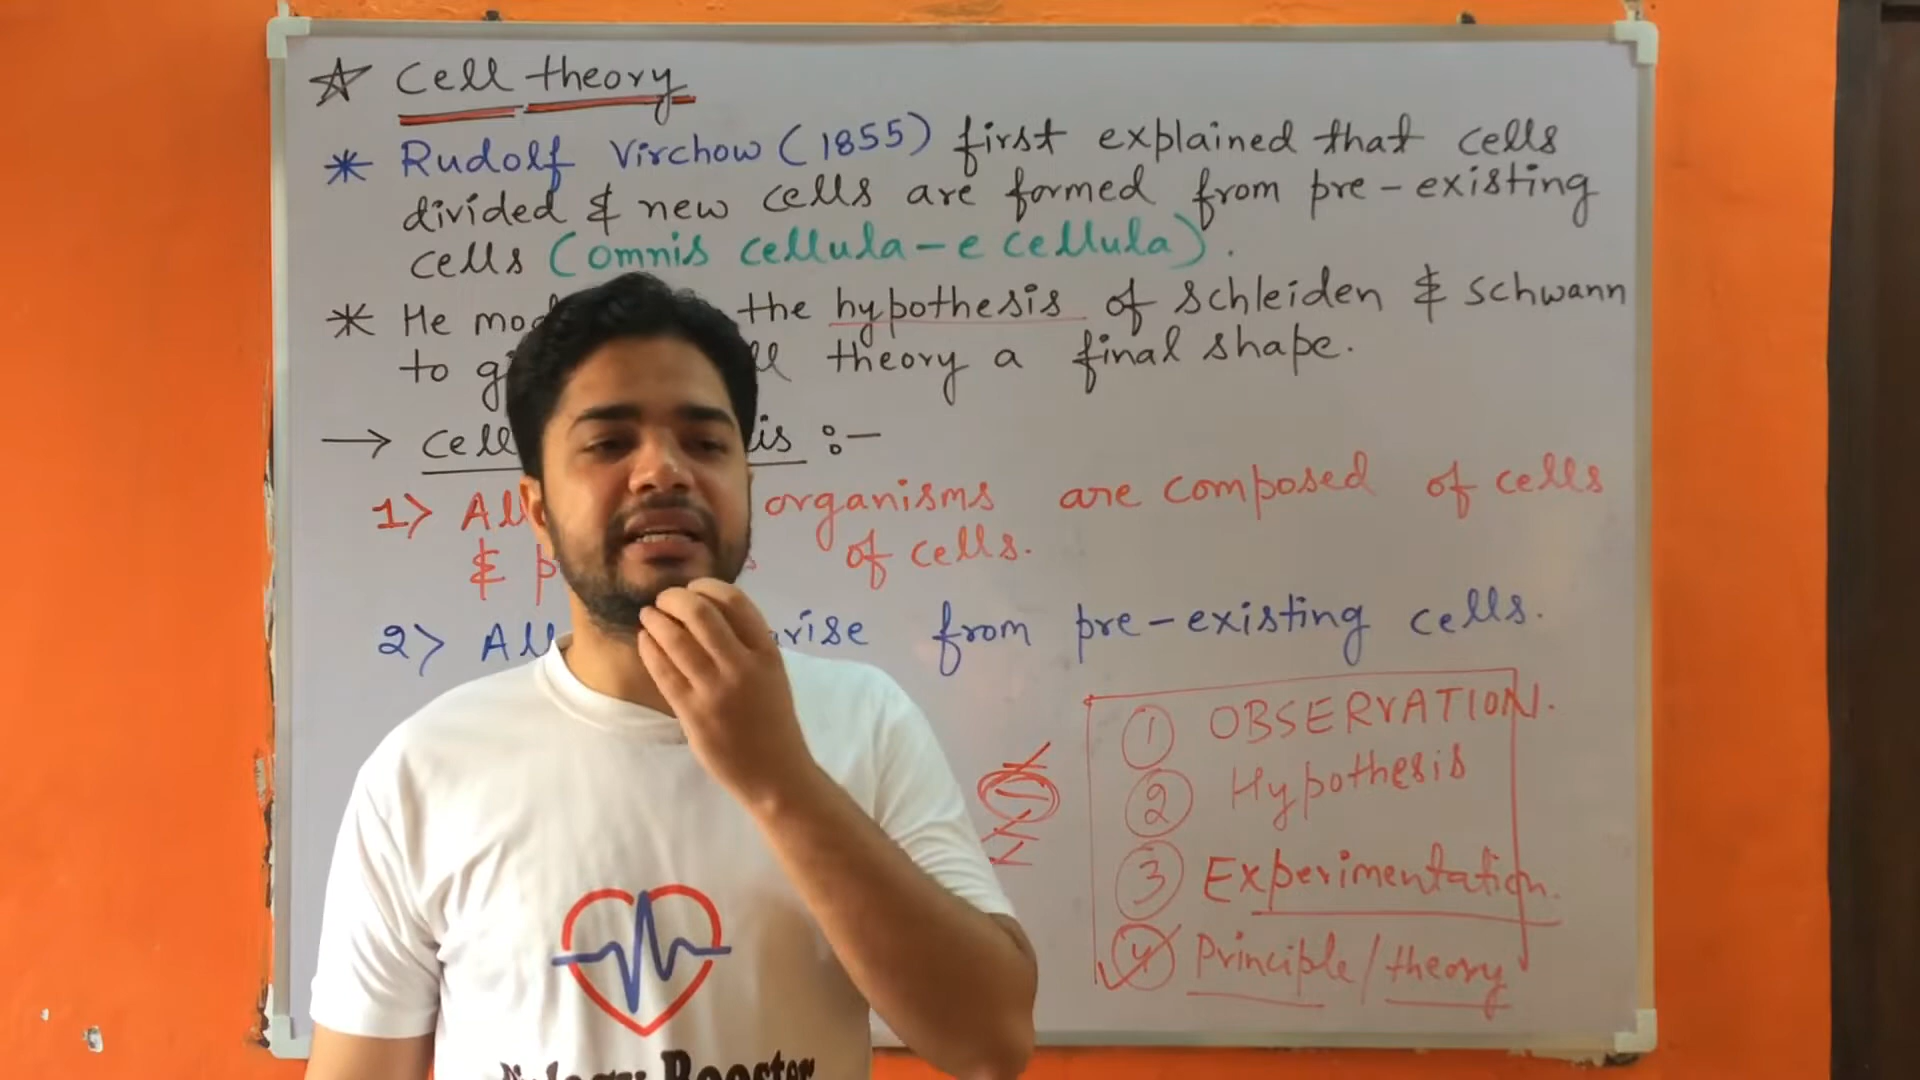 ☆ Cell theory
* Rudolf Virchow (1855) first explained that cells
divided & new cells are formed from pre-existing
cells (omnis cellula-e cellula).
* He the hypothesis of Schleiden & Schwann
to theory a final shape.
→ cell :-
1> All organisms are composed of cells
& of cells.
2> All arise from pre-existing cells.
① OBSERVATION.
② Hypothesis
③ Experimentation.
④ Principle/theory